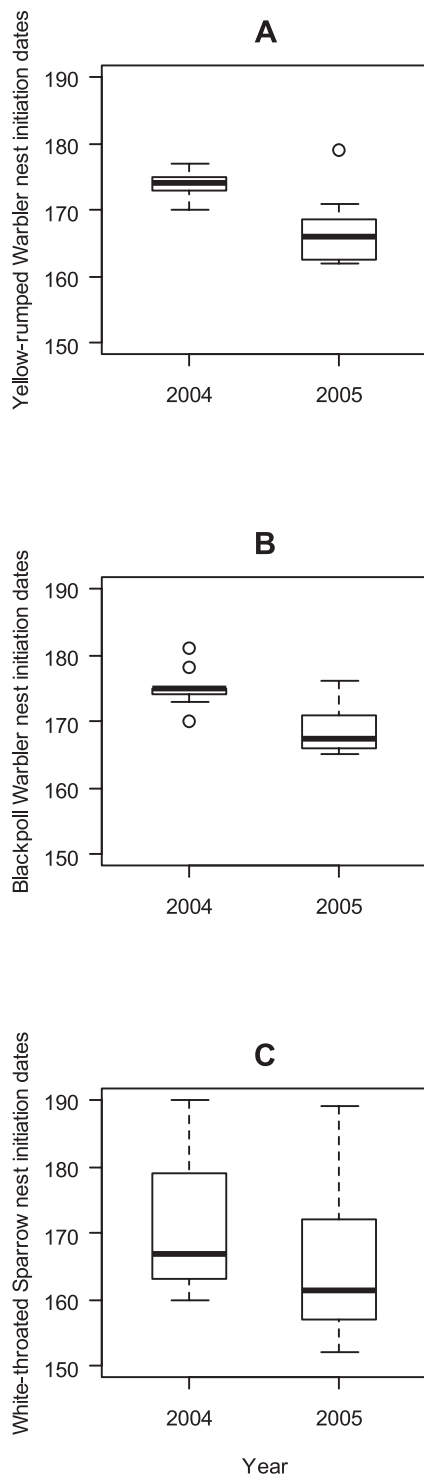 A
Yellow-rumped Warbler nest initiation dates
190
180
170
160
150
2004 2005
B
Blackpoll Warbler nest initiation dates
190
180
170
160
150
2004 2005
C
White-throated Sparrow nest initiation dates
190
180
170
160
150
2004 2005
Year